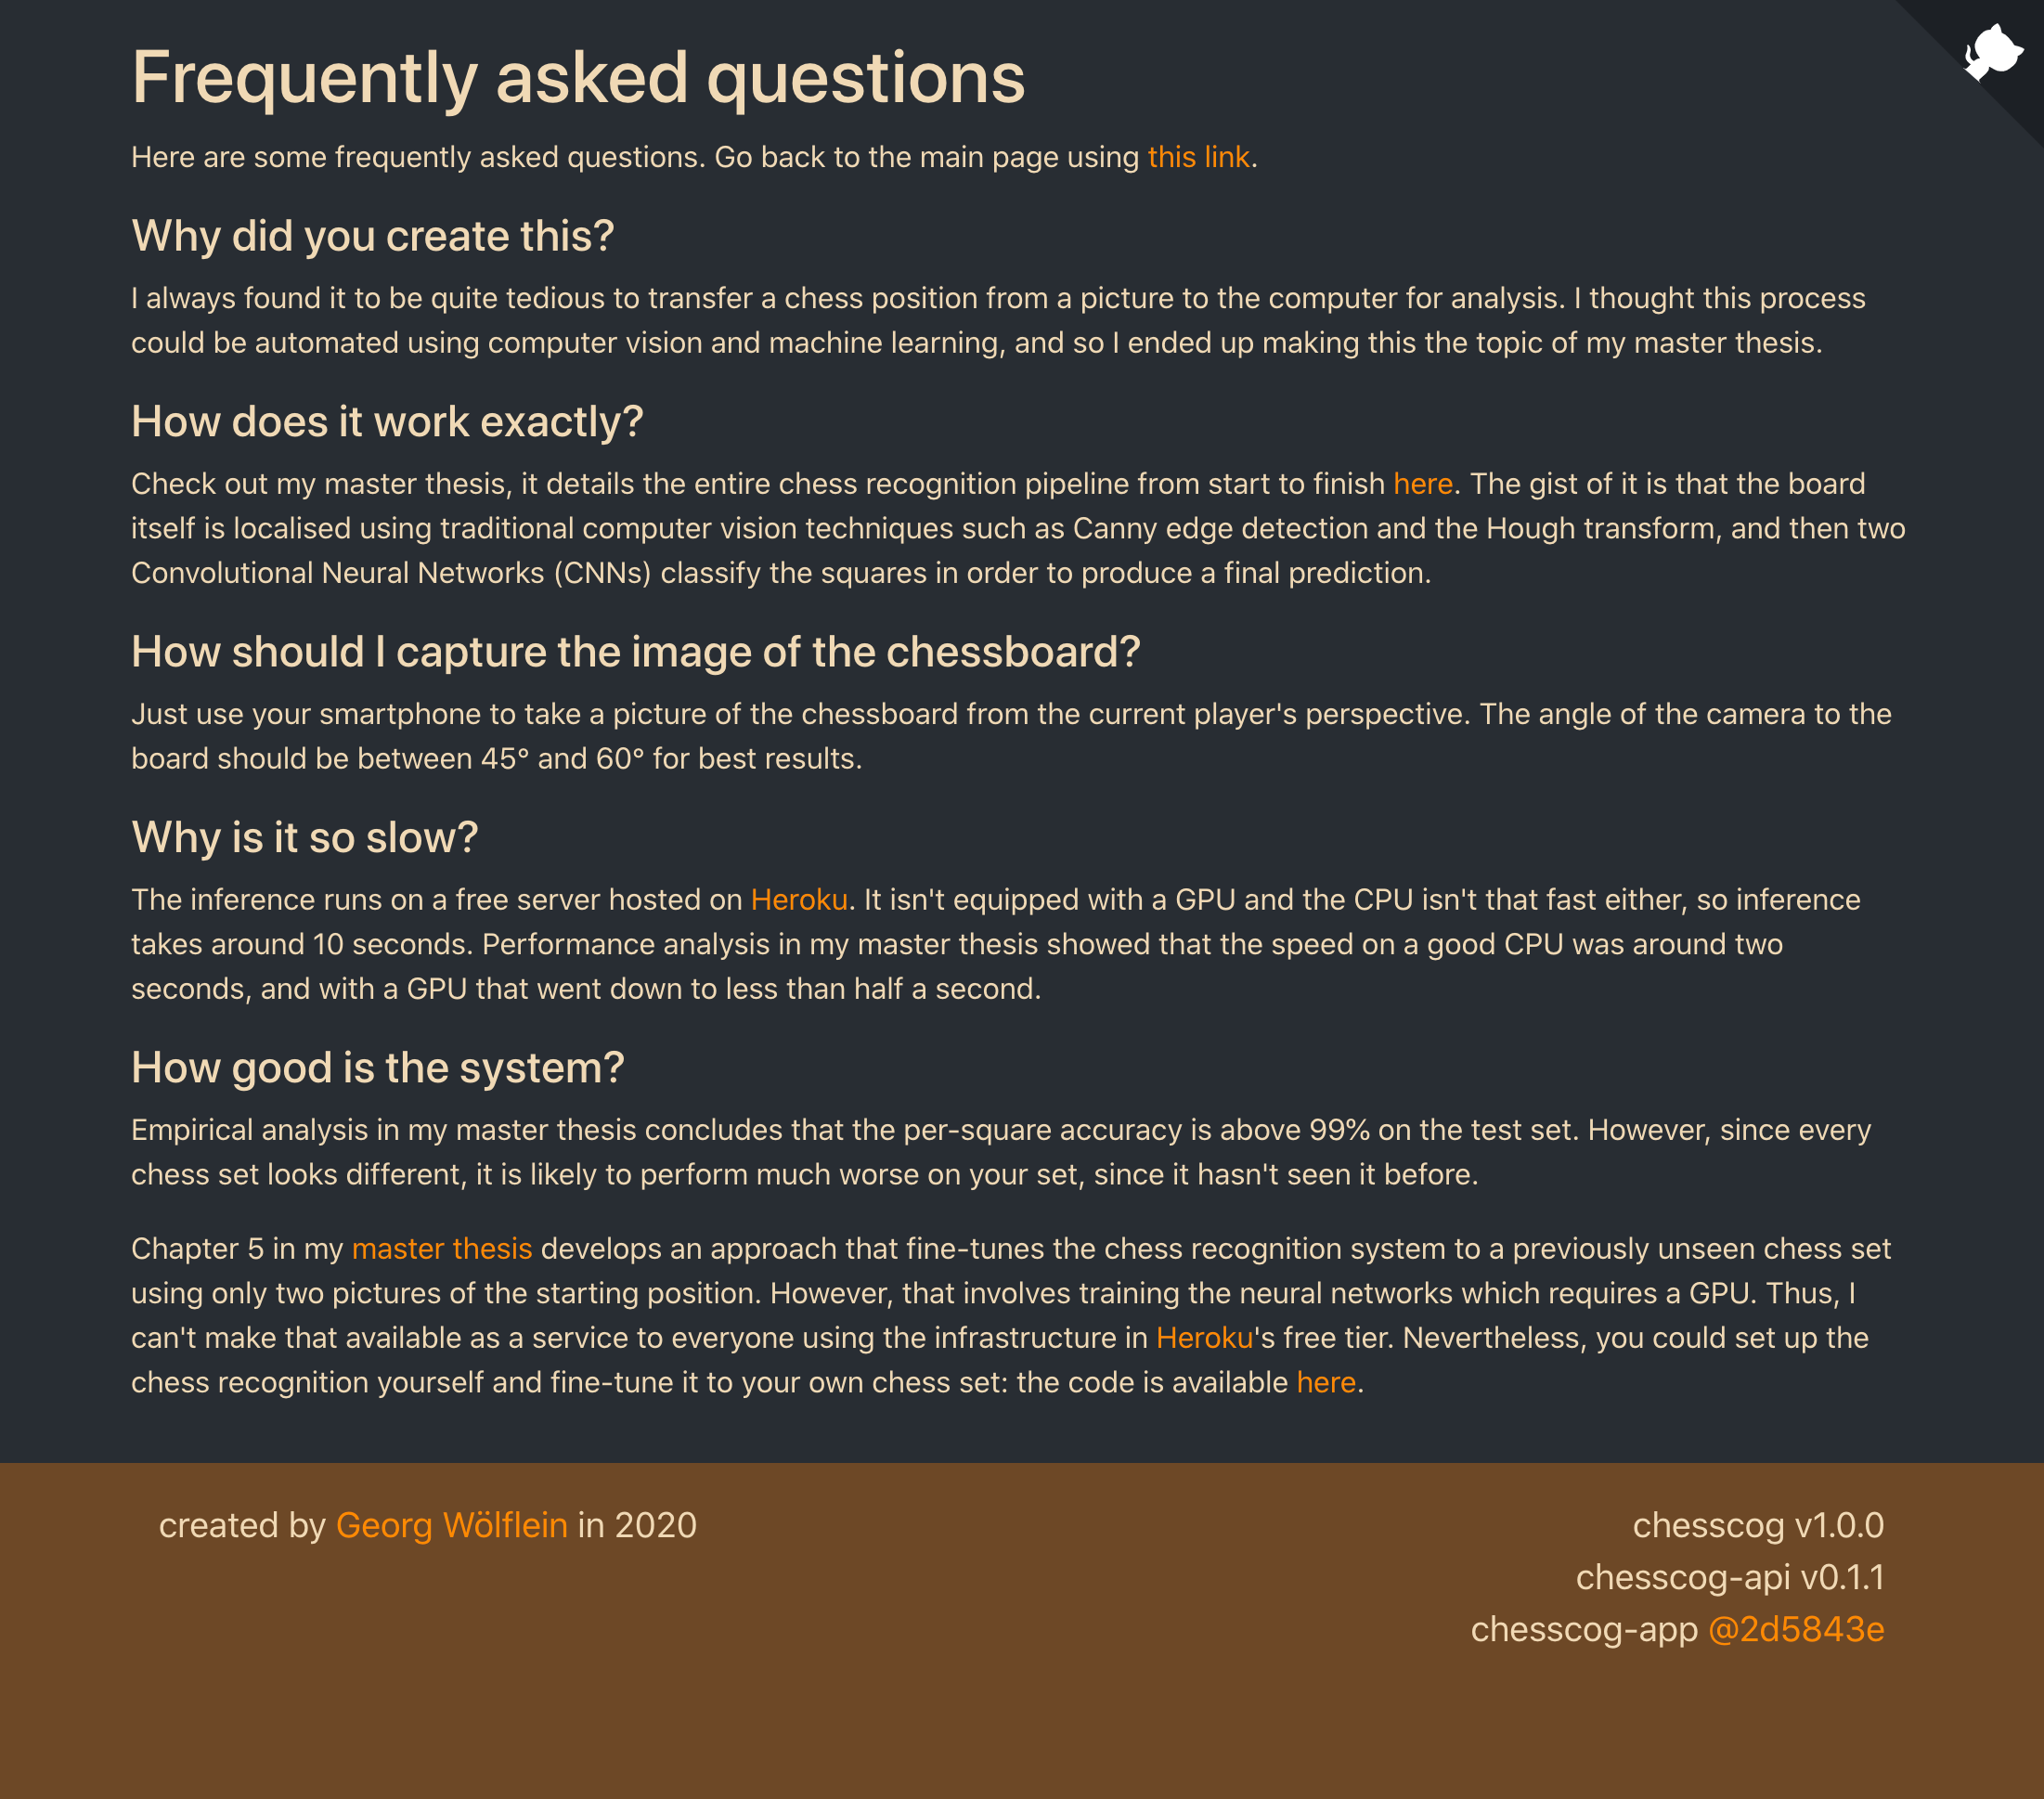 Frequently asked questions
Here are some frequently asked questions. Go back to the main page using this link.
Why did you create this?
I always found it to be quite tedious to transfer a chess position from a picture to the computer for analysis. I thought this process
could be automated using computer vision and machine learning, and so I ended up making this the topic of my master thesis.
How does it work exactly?
Check out my master thesis, it details the entire chess recognition pipeline from start to finish here. The gist of it is that the board
itself is localised using traditional computer vision techniques such as Canny edge detection and the Hough transform, and then two
Convolutional Neural Networks (CNNs) classify the squares in order to produce a final prediction.
How should I capture the image of the chessboard?
Just use your smartphone to take a picture of the chessboard from the current player's perspective. The angle of the camera to the
board should be between 45° and 60° for best results.
Why is it so slow?
The inference runs on a free server hosted on Heroku. It isn't equipped with a GPU and the CPU isn't that fast either, so inference
takes around 10 seconds. Performance analysis in my master thesis showed that the speed on a good CPU was around two
seconds, and with a GPU that went down to less than half a second.
How good is the system?
Empirical analysis in my master thesis concludes that the per-square accuracy is above 99% on the test set. However, since every
chess set looks different, it is likely to perform much worse on your set, since it hasn't seen it before.
Chapter 5 in my master thesis develops an approach that fine-tunes the chess recognition system to a previously unseen chess set
using only two pictures of the starting position. However, that involves training the neural networks which requires a GPU. Thus, I
can't make that available as a service to everyone using the infrastructure in Heroku's free tier. Nevertheless, you could set up the
chess recognition yourself and fine-tune it to your own chess set: the code is available here.
created by Georg Wölflein in 2020
chesscog v1.0.0
chesscog-api v0.1.1
chesscog-app @2d5843e